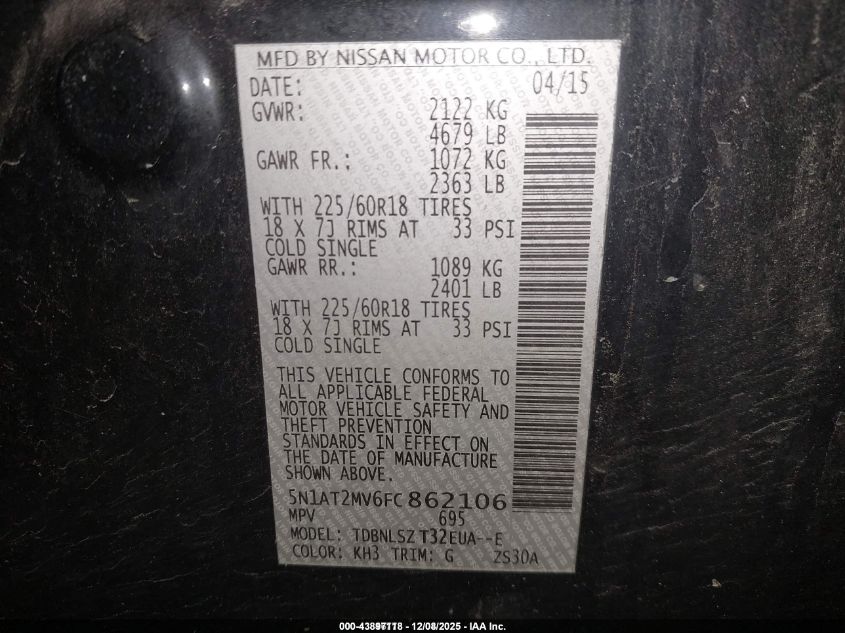 MFD BY NISSAN MOTOR CO., LTD.
DATE: 04/15
GVWR: 2122 KG
4679 LB
GAWR FR.: 1072 KG
2363 LB
WITH 225/60R18 TIRES
18 X 7J RIMS AT 33 PSI
COLD SINGLE
GAWR RR.: 1089 KG
2401 LB
WITH 225/60R18 TIRES
18 X 7J RIMS AT 33 PSI
COLD SINGLE
THIS VEHICLE CONFORMS TO
ALL APPLICABLE FEDERAL
MOTOR VEHICLE SAFETY AND
THEFT PREVENTION
STANDARDS IN EFFECT ON
THE DATE OF MANUFACTURE
SHOWN ABOVE.
5N1AT2MV6FC862106
MPV 695
MODEL: TDBNLSZ T32EUA--E
COLOR: KH3 TRIM: G ZS30A
12/08/2025 - IAA Inc.